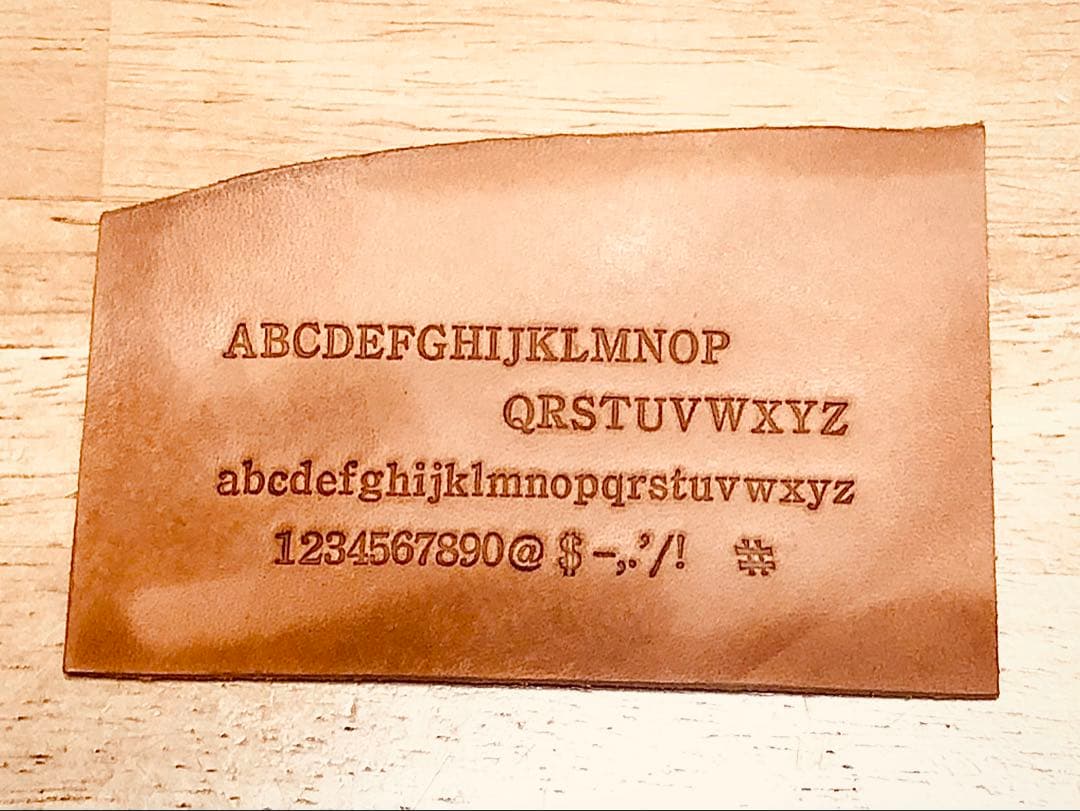 ABCDEFGHIJKLMNOP
QRSTUVWXYZ
abcdefghijklmnopqrstuvwxyz
1234567890@ $ –,.’/! #